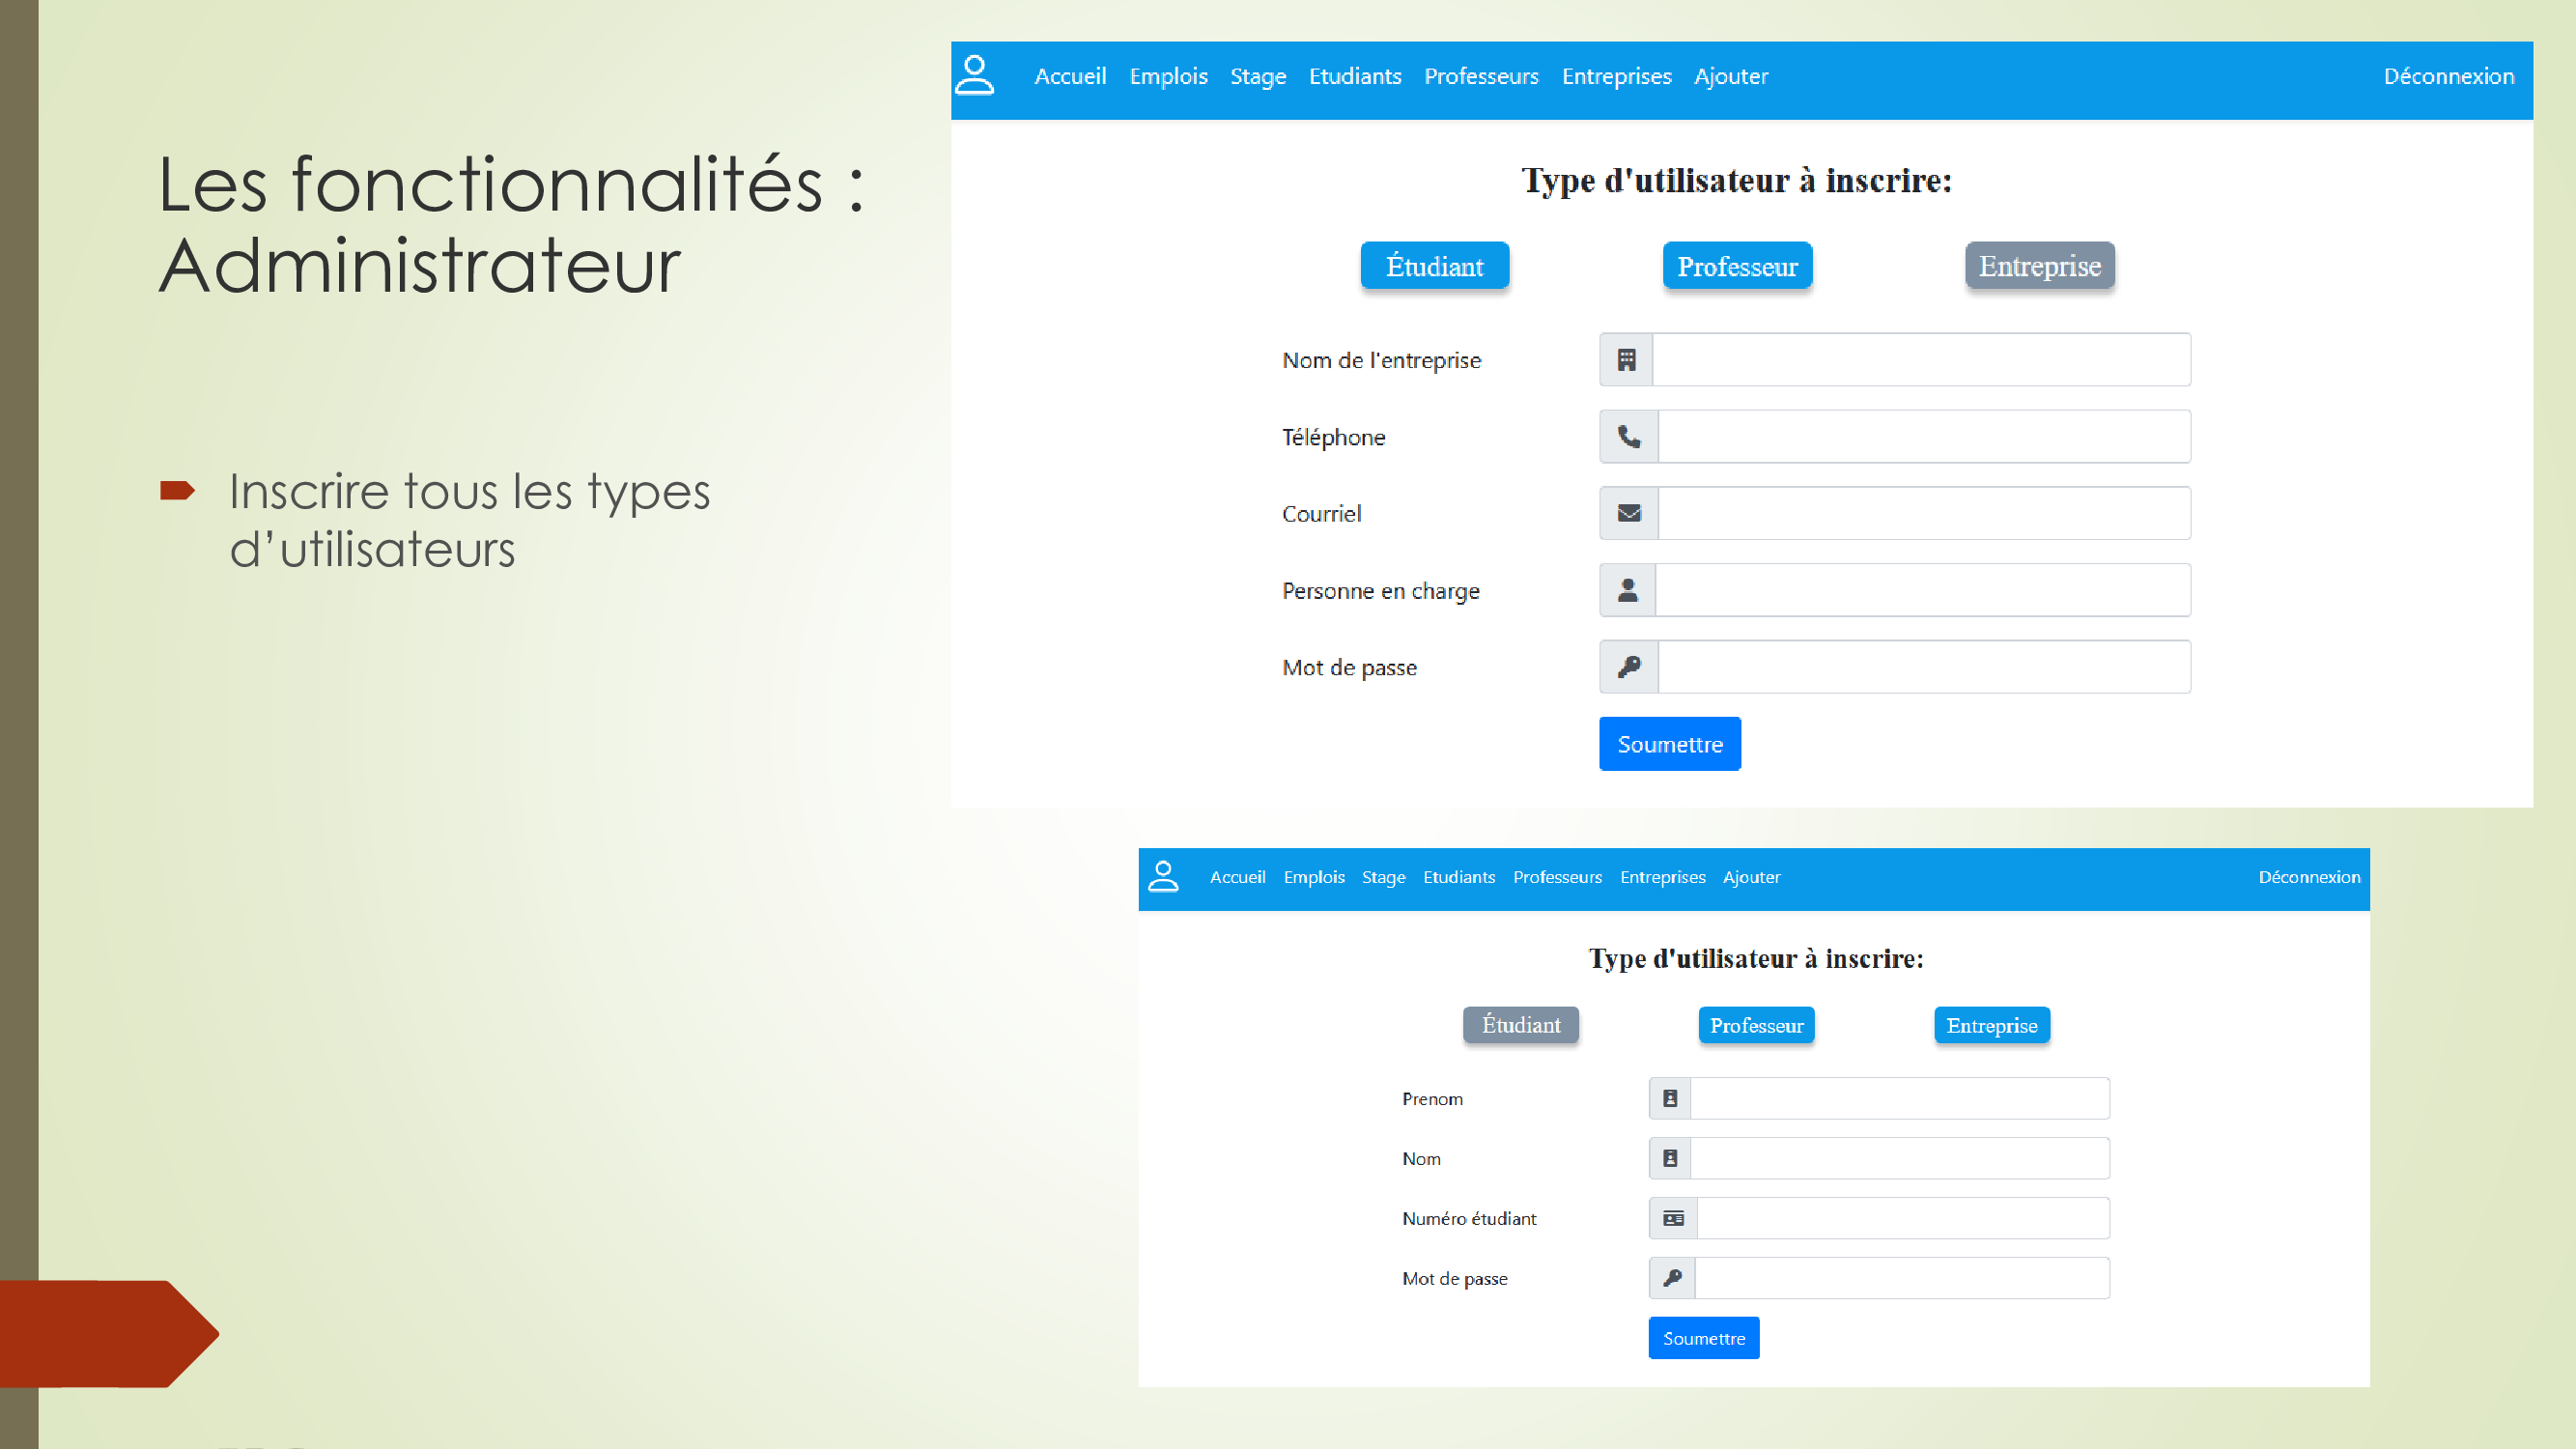 Les fonctionnalités :
Administrateur
Inscrire tous les types
d’utilisateurs
Accueil Emplois Stage Etudiants Professeurs Entreprises Ajouter Déconnexion
Type d'utilisateur à inscrire:
Étudiant Professeur Entreprise
Nom de l'entreprise
Téléphone
Courriel
Personne en charge
Mot de passe
Soumettre
Accueil Emplois Stage Etudiants Professeurs Entreprises Ajouter Déconnexion
Type d'utilisateur à inscrire:
Étudiant Professeur Entreprise
Prenom
Nom
Numéro étudiant
Mot de passe
Soumettre